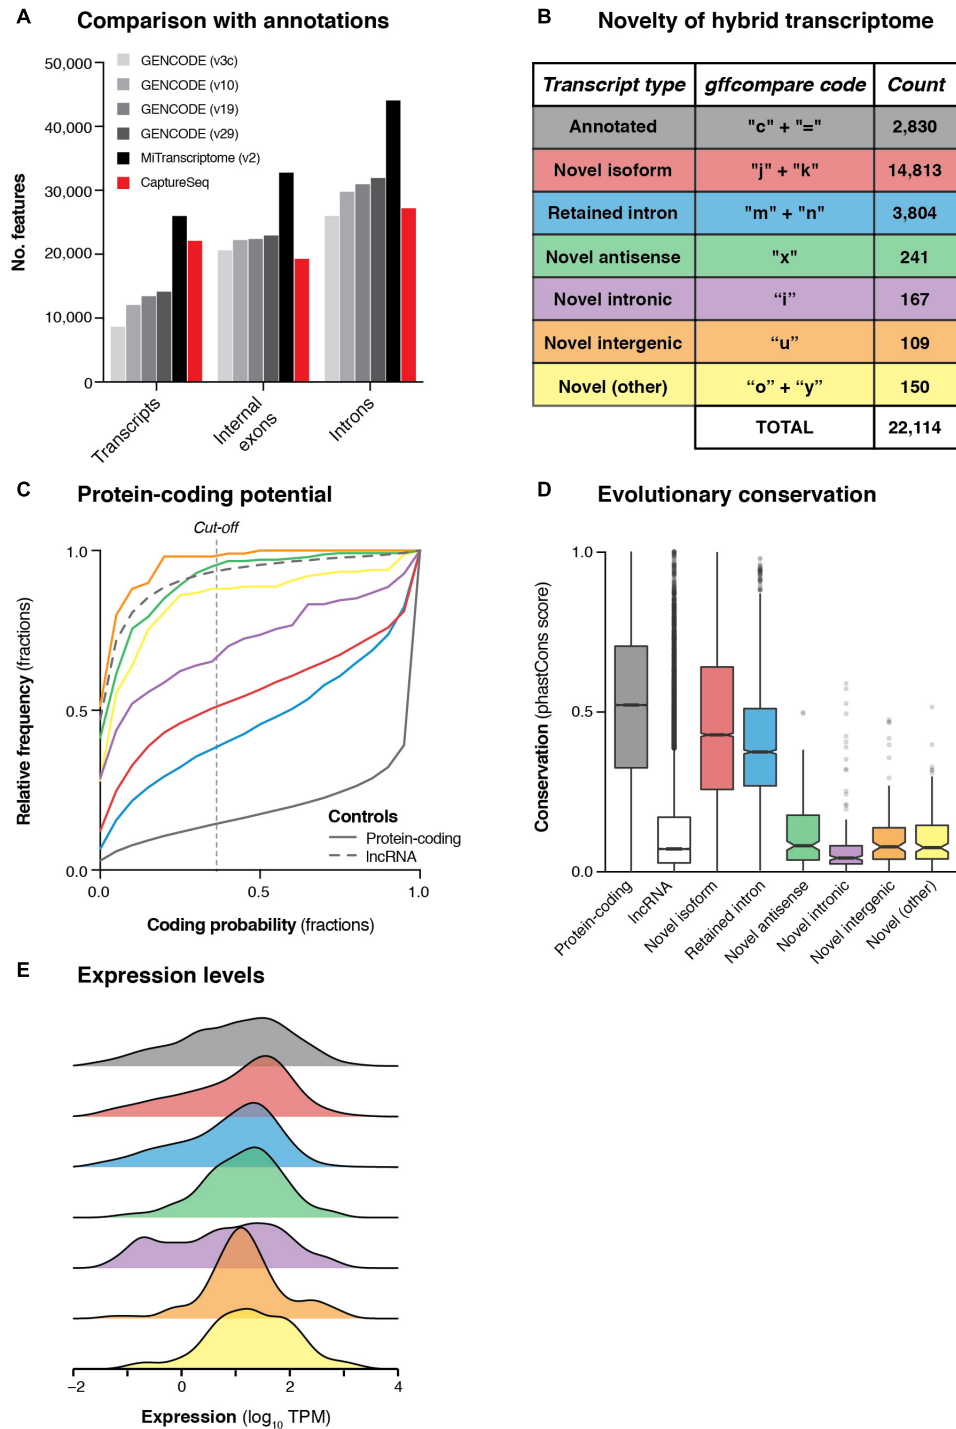 A Comparison with annotations
No. features
50,000
40,000
30,000
20,000
10,000
0
GENCODE (v3c)
GENCODE (v10)
GENCODE (v19)
GENCODE (v29)
MiTranscriptome (v2)
CaptureSeq
Transcripts
Internal
exons
Introns
B Novelty of hybrid transcriptome
Transcript type gffcompare code Count
Annotated "c" + "=" 2,830
Novel isoform "j" + "k" 14,813
Retained intron "m" + "n" 3,804
Novel antisense "x" 241
Novel intronic “i” 167
Novel intergenic “u” 109
Novel (other) “o” + “y” 150
TOTAL 22,114
C Protein-coding potential
Cut-off
Relative frequency (fractions)
1.0
0.5
0.0
Controls
Protein-coding
lncRNA
0.0 0.5 1.0
Coding probability (fractions)
D Evolutionary conservation
Conservation (phastCons score)
1.0
0.5
0.0
Protein-coding
lncRNA
Novel isoform
Retained intron
Novel antisense
Novel intronic
Novel intergenic
Novel (other)
E Expression levels
−2 0 2 4
Expression (log10 TPM)